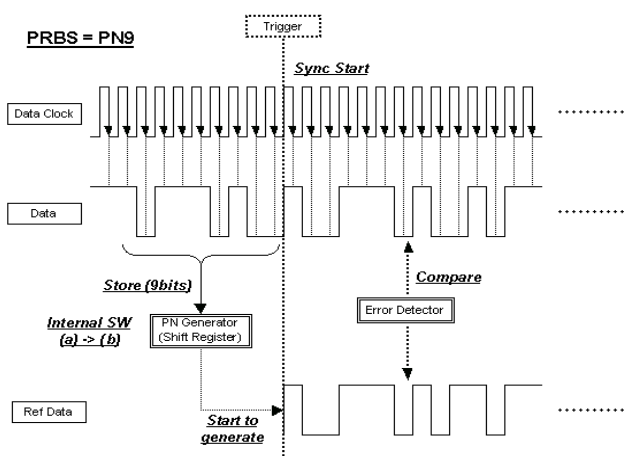 Trigger
PRBS = PN9
Sync Start
Data Clock
Data
Store (9bits)
Compare
Internal SW
(a) -> (b)
PN Generator
(Shift Register)
Error Detector
Ref Data
Start to
generate